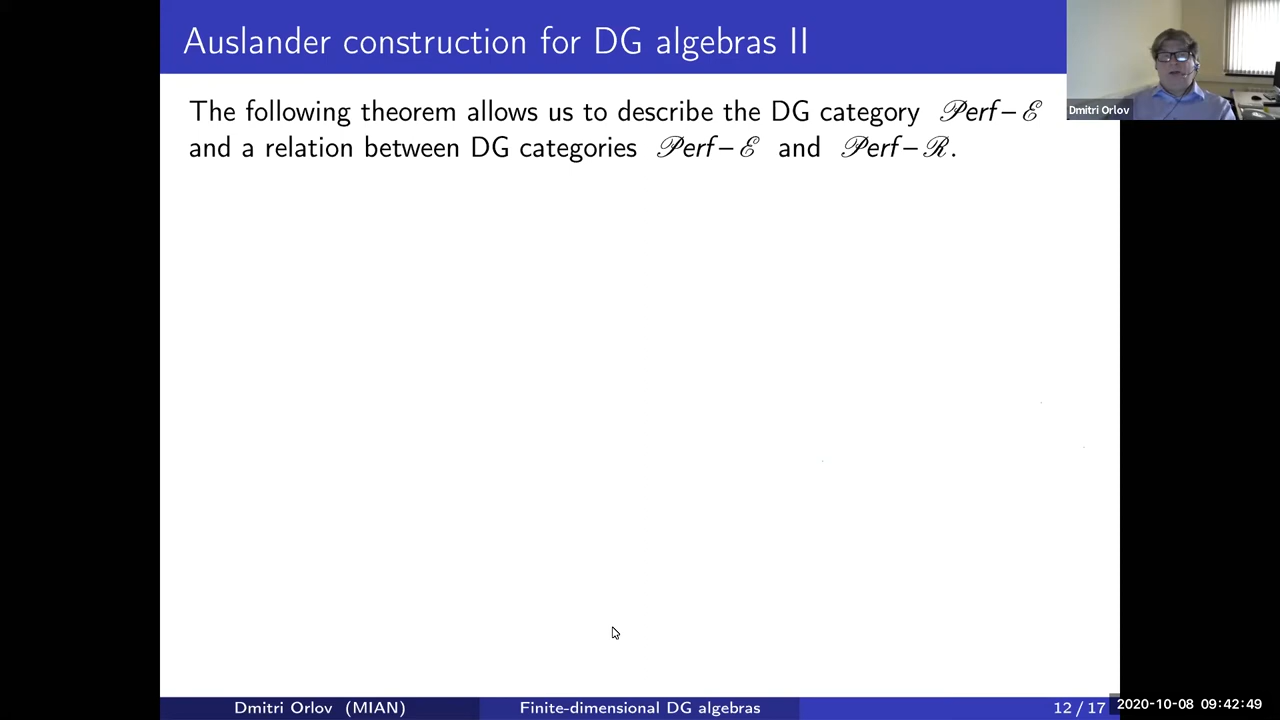 Auslander construction for DG algebras II
Dmitri Orlov
The following theorem allows us to describe the DG category 𝒫erf–ℰ
and a relation between DG categories 𝒫erf–ℰ and 𝒫erf–ℛ.
Dmitri Orlov (MIAN) Finite-dimensional DG algebras 12 / 17
2020-10-08 09:42:49